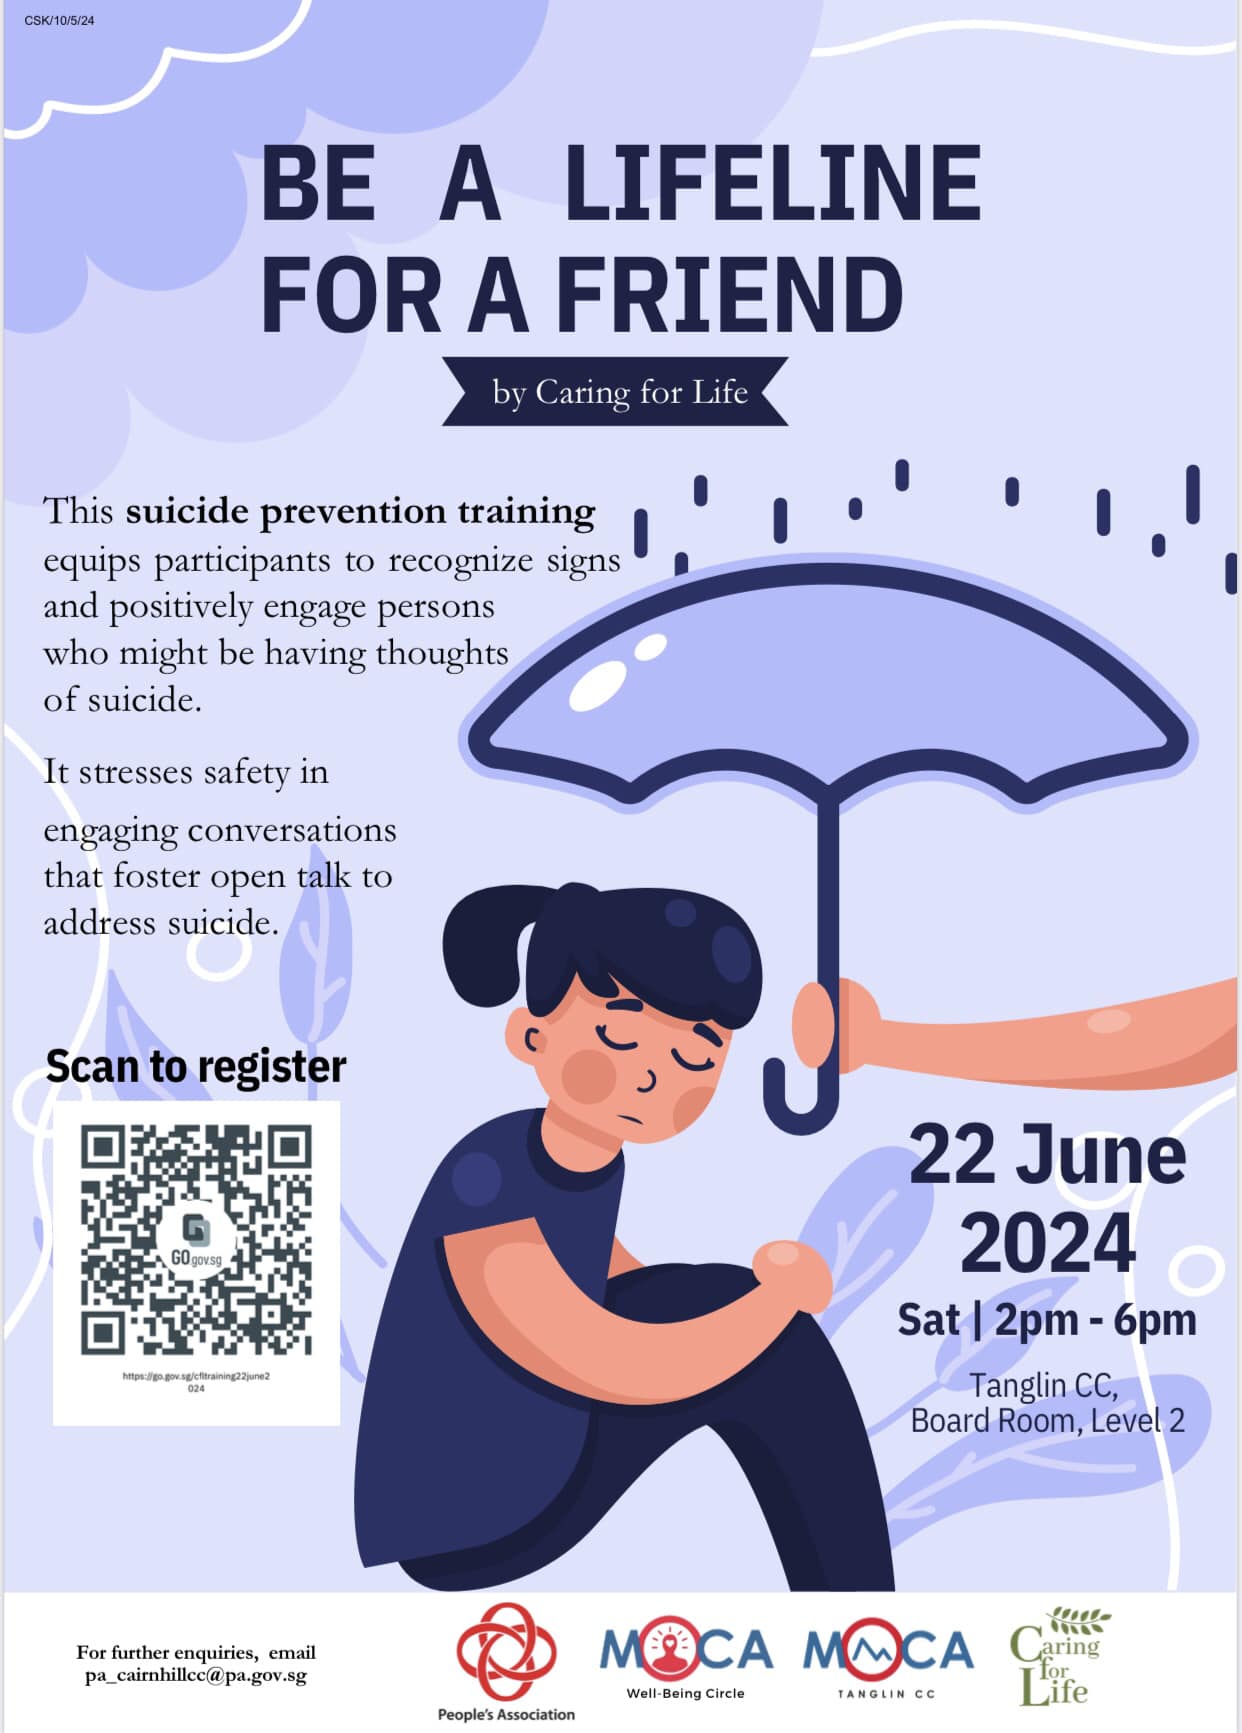 CSK/10/5/24
BE A LIFELINE
FOR A FRIEND
by Caring for Life
This suicide prevention training
equips participants to recognize signs
and positively engage persons
who might be having thoughts
of suicide.
It stresses safety in
engaging conversations
that foster open talk to
address suicide.
Scan to register
GO.gov.sg
https://go.gov.sg/cfltraining22june2
024
22 June
2024
Sat | 2pm - 6pm
Tanglin CC,
Board Room, Level 2
For further enquiries, email
pa_cairnhillcc@pa.gov.sg
People's Association
MOCA
Well-Being Circle
MOCA
TANGLIN CC
Caring
for
Life